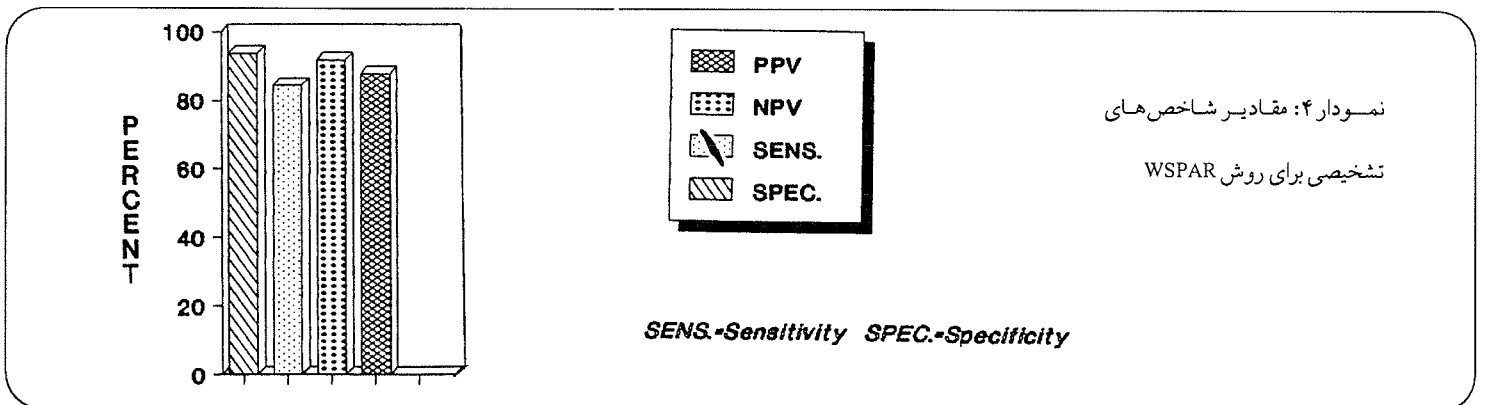 100
80
60
40
20
0
PERCENT
PPV
NPV
SENS.
SPEC.
SENS.=Sensitivity SPEC.=Specificity
نمودار ۴: مقادیر شاخص‌های
تشخیصی برای روش WSPAR